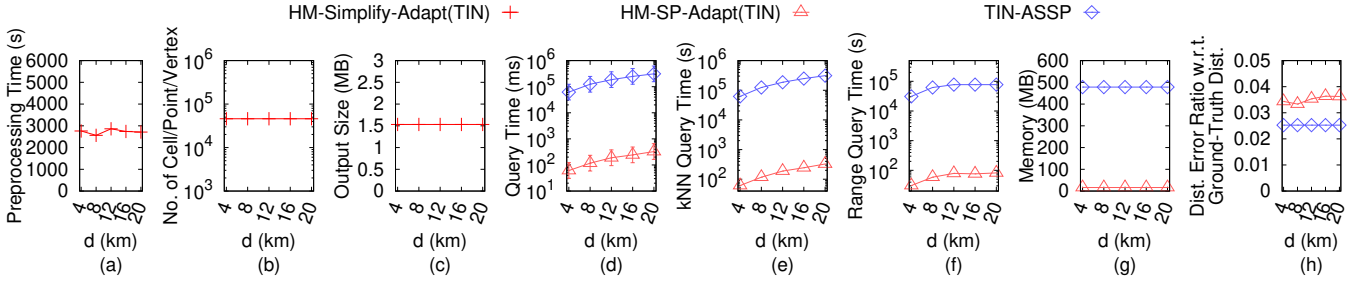 HM-Simplify-Adapt(TIN)
HM-SP-Adapt(TIN)
TIN-ASSP
Preprocessing Time (s)
6000
5000
4000
3000
2000
1000
0
4 8 12 16 20
d (km)
(a)
No. of Cell/Point/Vertex
10^6
10^5
10^4
10^3
4 8 12 16 20
d (km)
(b)
Output Size (MB)
3
2.5
2
1.5
1
0.5
0
4 8 12 16 20
d (km)
(c)
Query Time (ms)
10^6
10^5
10^4
10^3
10^2
10^1
4 8 12 16 20
d (km)
(d)
kNN Query Time (s)
10^6
10^5
10^4
10^3
10^2
4 8 12 16 20
d (km)
(e)
Range Query Time (s)
10^5
10^4
10^3
10^2
4 8 12 16 20
d (km)
(f)
Memory (MB)
600
500
400
300
200
100
0
4 8 12 16 20
d (km)
(g)
Dist. Error Ratio w.r.t.
Ground-Truth Dist.
0.05
0.04
0.03
0.02
0.01
0
4 8 12 16 20
d (km)
(h)